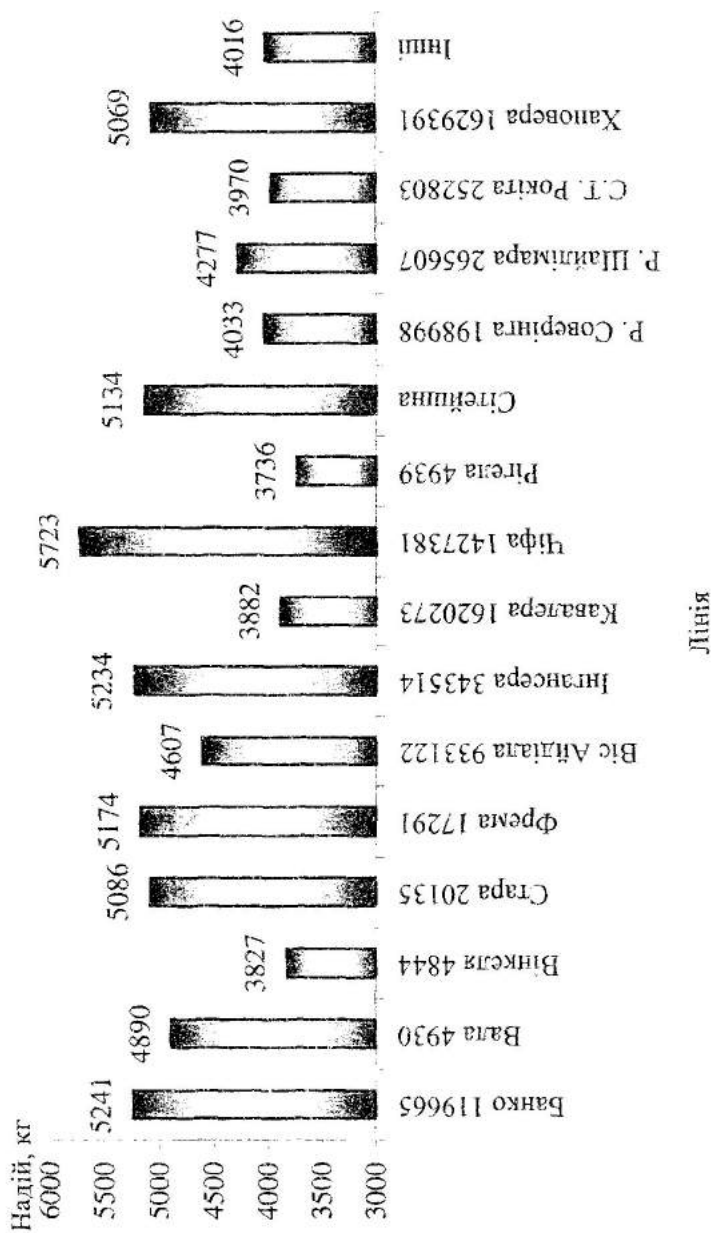 Надій, кг
6000
5500
5000
4500
4000
3500
3000
5241
4890
3827
5086
5174
4607
5234
3882
5723
3736
5134
4033
4277
3970
5069
4016
Банко 119665
Вала 4930
Вінкеля 4844
Стара 20135
Фрема 17291
Віс Айдіала 933122
Інгансера 343514
Кавалера 1620273
Чіфа 1427381
Рігела 4939
Сітейшна
Р. Соверінга 198998
Р. Шайлімара 265607
С.Т. Рокіта 252803
Хановера 1629391
Інші
Лінія